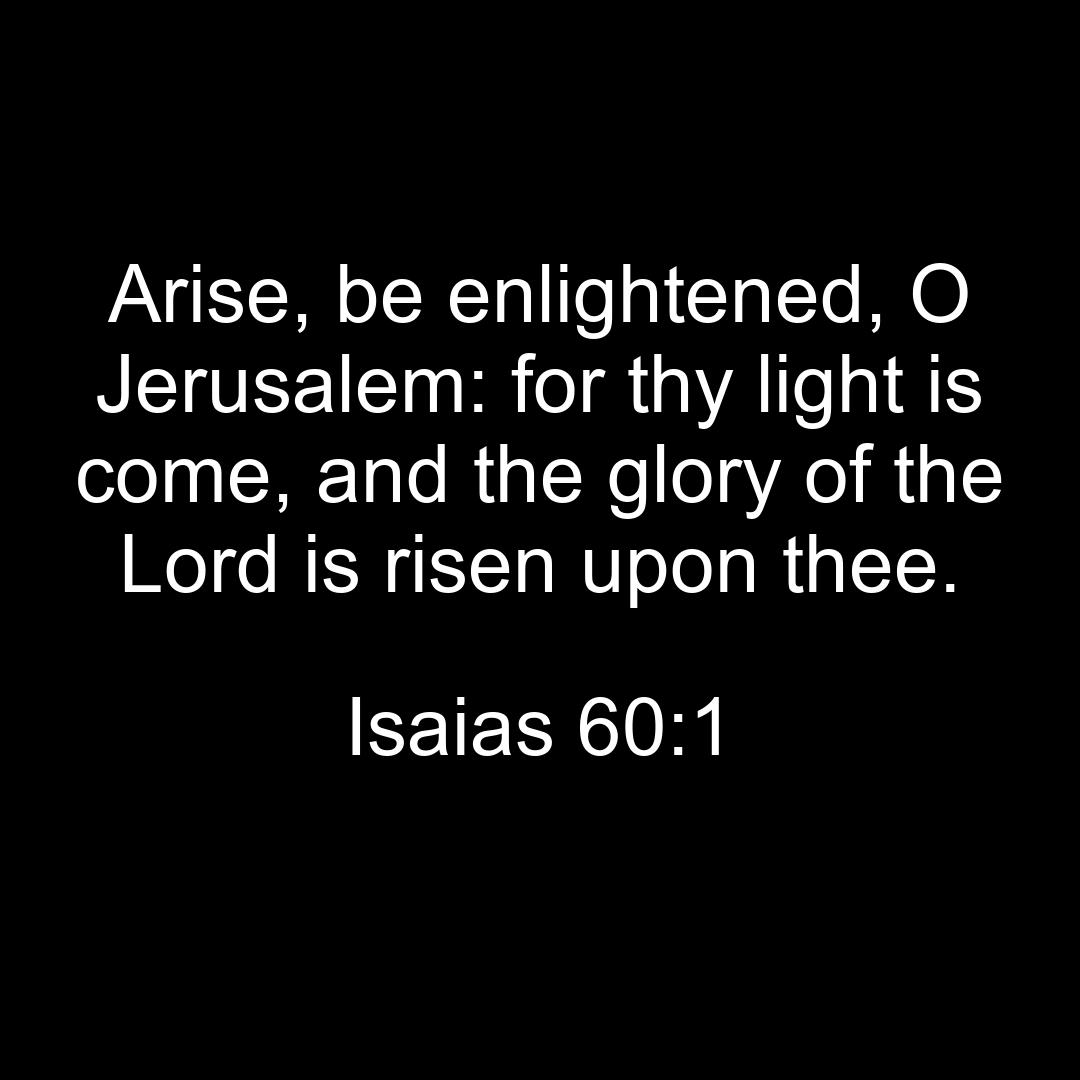 Arise, be enlightened, O
Jerusalem: for thy light is
come, and the glory of the
Lord is risen upon thee.
Isaias 60:1